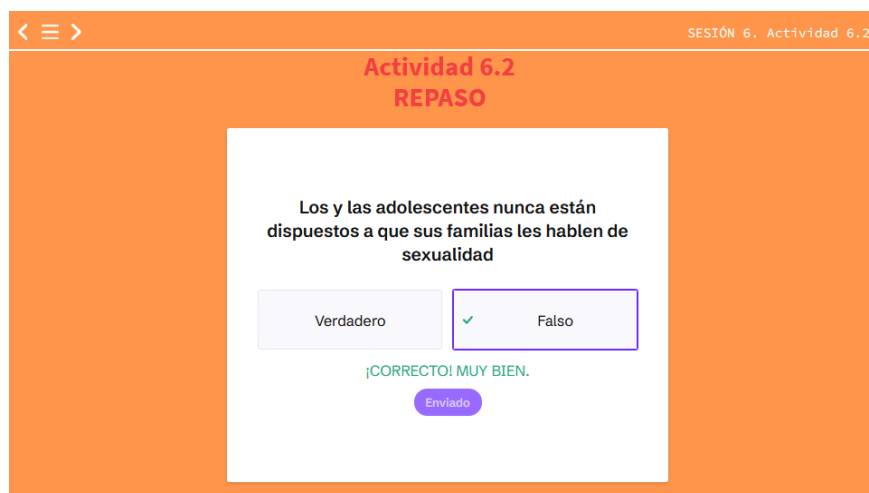 SESIÓN 6. Actividad 6.2
Actividad 6.2
REPASO
Los y las adolescentes nunca están
dispuestos a que sus familias les hablen de
sexualidad
Verdadero
Falso
¡CORRECTO! MUY BIEN.
Enviado